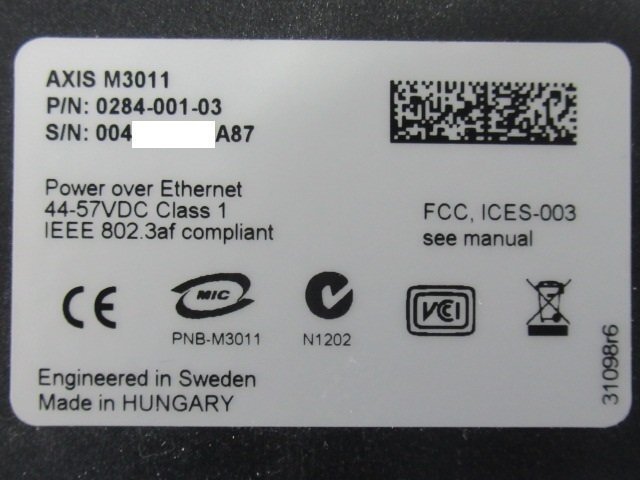 AXIS M3011
P/N: 0284-001-03
S/N: 004 A87
Power over Ethernet
44-57VDC Class 1
IEEE 802.3af compliant
FCC, ICES-003
see manual
CE
MIC
PNB-M3011
N1202
VCCI
Engineered in Sweden
Made in HUNGARY
31098r6